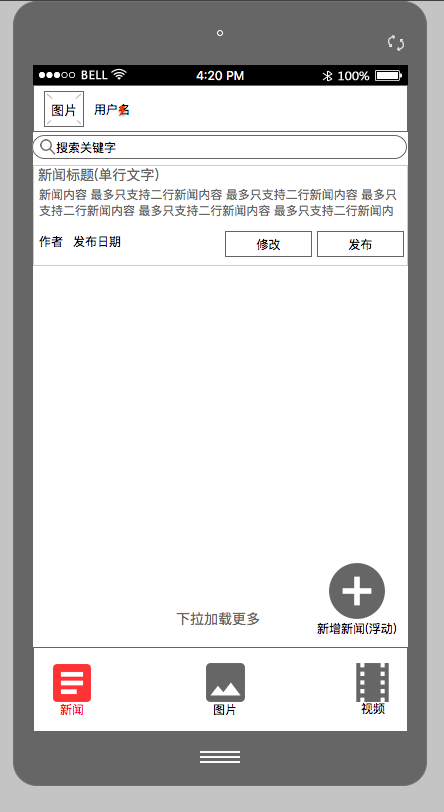 BELL 4:20 PM 100%
图片 用户名
搜索关键字
新闻标题(单行文字)
新闻内容 最多只支持二行新闻内容 最多只支持二行新闻内容 最多只
支持二行新闻内容 最多只支持二行新闻内容 最多只支持二行新闻内
作者 发布日期 修改 发布
下拉加载更多
新增新闻(浮动)
新闻 图片 视频